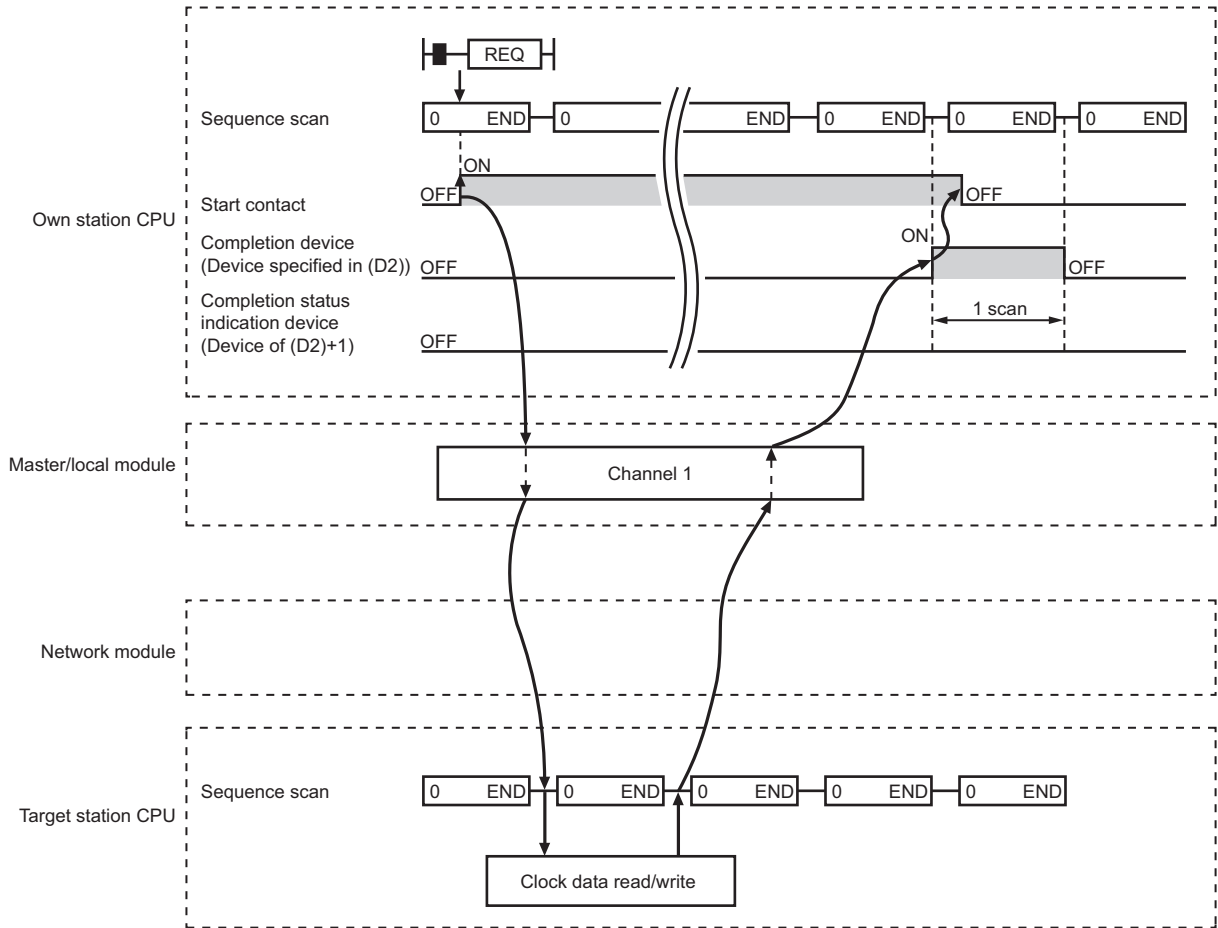 REQ
Sequence scan
0 END 0 END 0 END 0 END 0 END
ON
OFF
OFF
Own station CPU
Start contact
ON
Completion device
(Device specified in (D2))
OFF
OFF
Completion status
indication device
(Device of (D2)+1)
1 scan
OFF
Master/local module
Channel 1
Network module
Target station CPU
Sequence scan
0 END 0 END 0 END 0 END 0 END
Clock data read/write